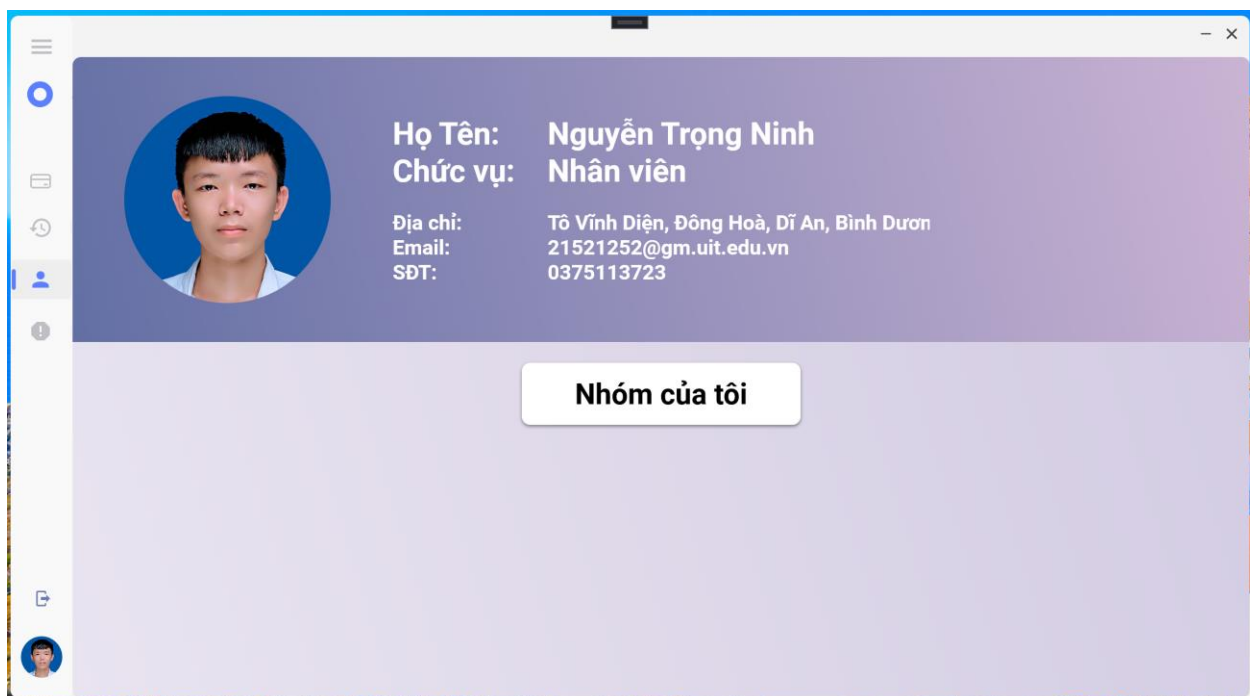 Họ Tên: Nguyễn Trọng Ninh
Chức vụ: Nhân viên
Địa chỉ: Tô Vĩnh Diện, Đông Hoà, Dĩ An, Bình Dươn
Email: 21521252@gm.uit.edu.vn
SĐT: 0375113723
Nhóm của tôi